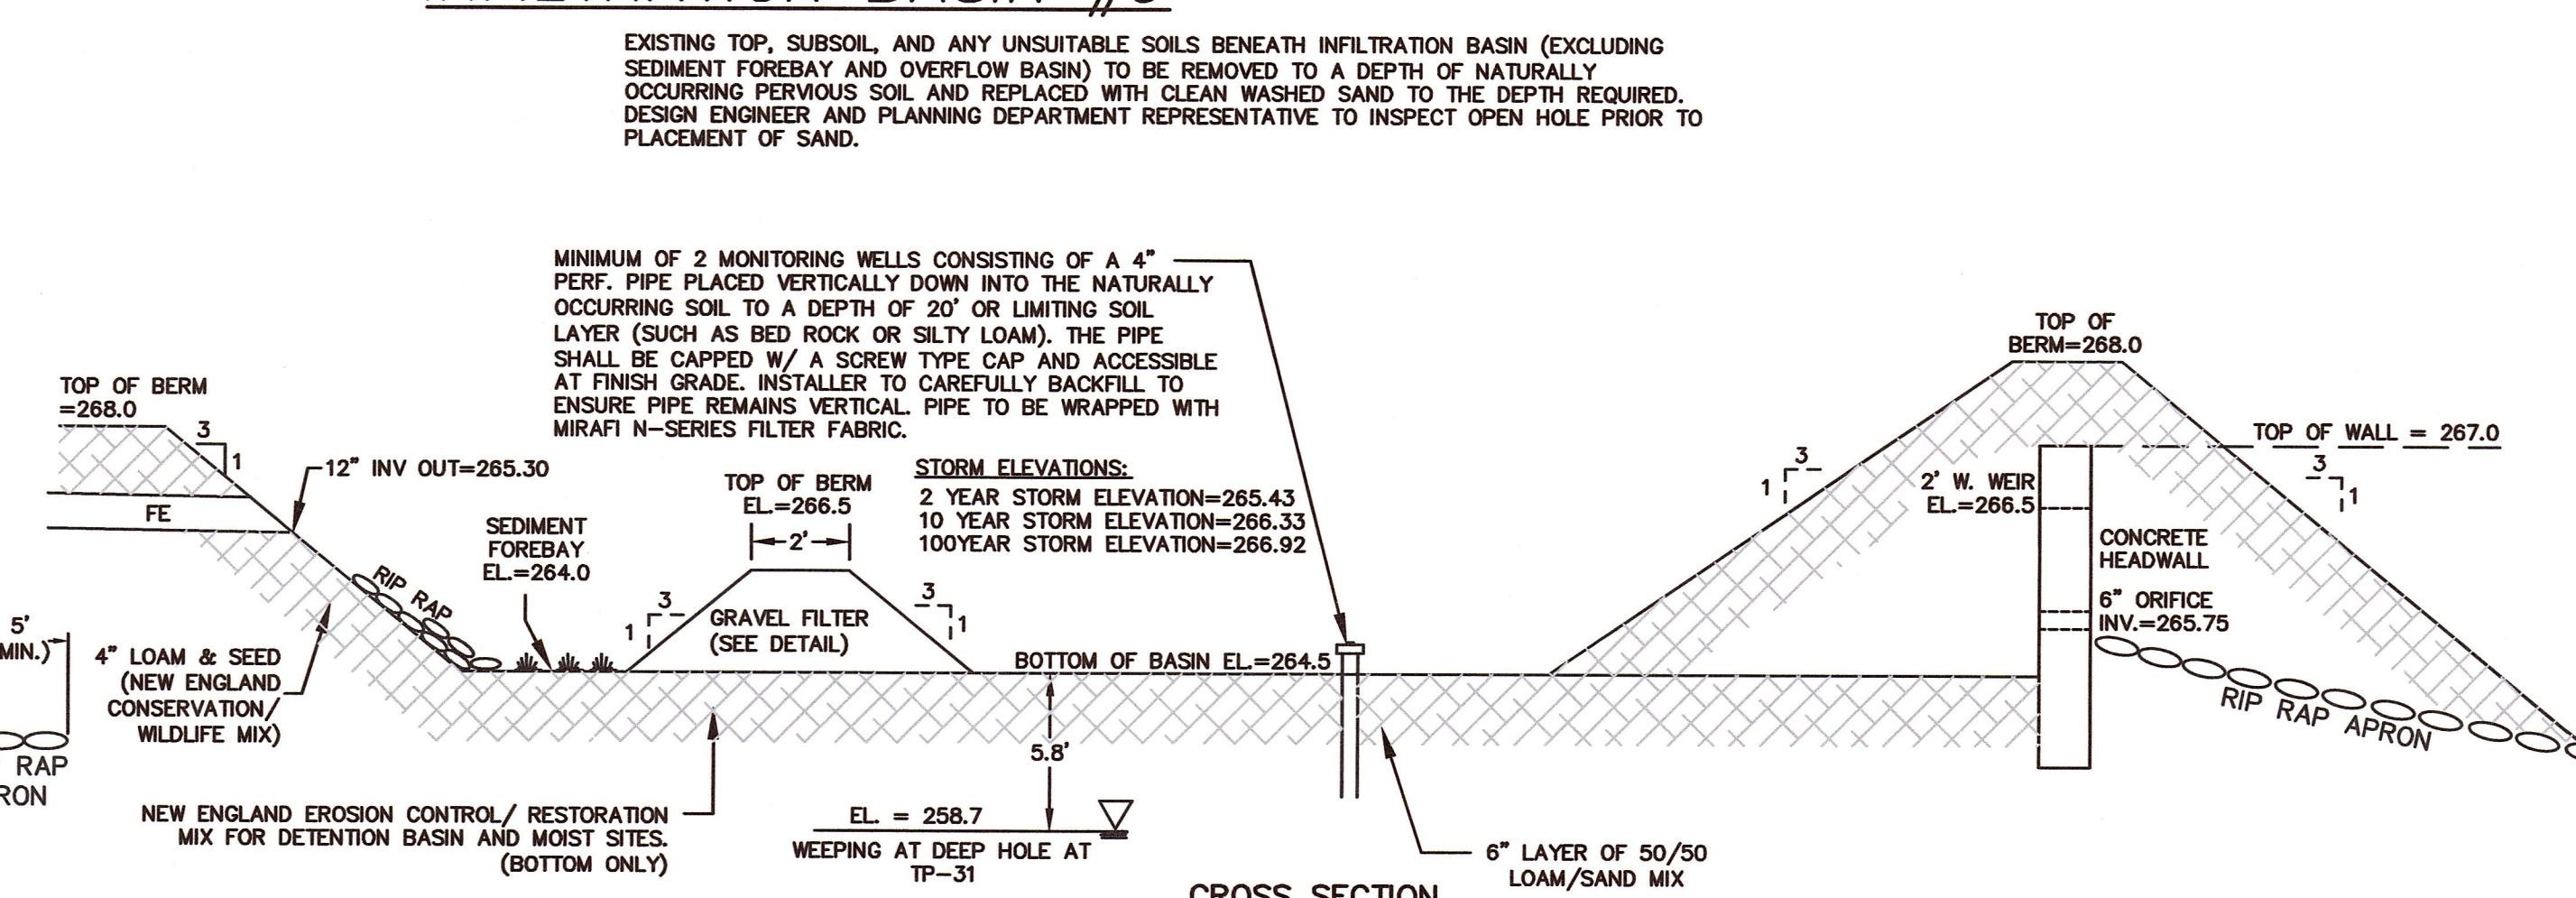 EXISTING TOP, SUBSOIL, AND ANY UNSUITABLE SOILS BENEATH INFILTRATION BASIN (EXCLUDING
SEDIMENT FOREBAY AND OVERFLOW BASIN) TO BE REMOVED TO A DEPTH OF NATURALLY
OCCURRING PERVIOUS SOIL AND REPLACED WITH CLEAN WASHED SAND TO THE DEPTH REQUIRED.
DESIGN ENGINEER AND PLANNING DEPARTMENT REPRESENTATIVE TO INSPECT OPEN HOLE PRIOR TO
PLACEMENT OF SAND.
MINIMUM OF 2 MONITORING WELLS CONSISTING OF A 4"
PERF. PIPE PLACED VERTICALLY DOWN INTO THE NATURALLY
OCCURRING SOIL TO A DEPTH OF 20' OR LIMITING SOIL
LAYER (SUCH AS BED ROCK OR SILTY LOAM). THE PIPE
SHALL BE CAPPED W/ A SCREW TYPE CAP AND ACCESSIBLE
AT FINISH GRADE. INSTALLER TO CAREFULLY BACKFILL TO
ENSURE PIPE REMAINS VERTICAL. PIPE TO BE WRAPPED WITH
MIRAFI N-SERIES FILTER FABRIC.
TOP OF BERM
=268.0
3
1
12" INV OUT=265.30
FE
RIP RAP
SEDIMENT
FOREBAY
EL.=264.0
TOP OF BERM
EL.=266.5
2'
STORM ELEVATIONS:
2 YEAR STORM ELEVATION=265.43
10 YEAR STORM ELEVATION=266.33
100YEAR STORM ELEVATION=266.92
3
1
GRAVEL FILTER
(SEE DETAIL)
3
1
TOP OF
BERM=268.0
TOP OF WALL = 267.0
3
1
2' W. WEIR
EL.=266.5
3
1
CONCRETE
HEADWALL
6" ORIFICE
INV.=265.75
RIP RAP APRON
BOTTOM OF BASIN EL.=264.5
5.8'
5'
MIN.)
4" LOAM & SEED
(NEW ENGLAND
CONSERVATION/
WILDLIFE MIX)
RAP
RON
NEW ENGLAND EROSION CONTROL/ RESTORATION
MIX FOR DETENTION BASIN AND MOIST SITES.
(BOTTOM ONLY)
EL. = 258.7
WEEPING AT DEEP HOLE AT
TP-31
6" LAYER OF 50/50
LOAM/SAND MIX
CROSS SECTION